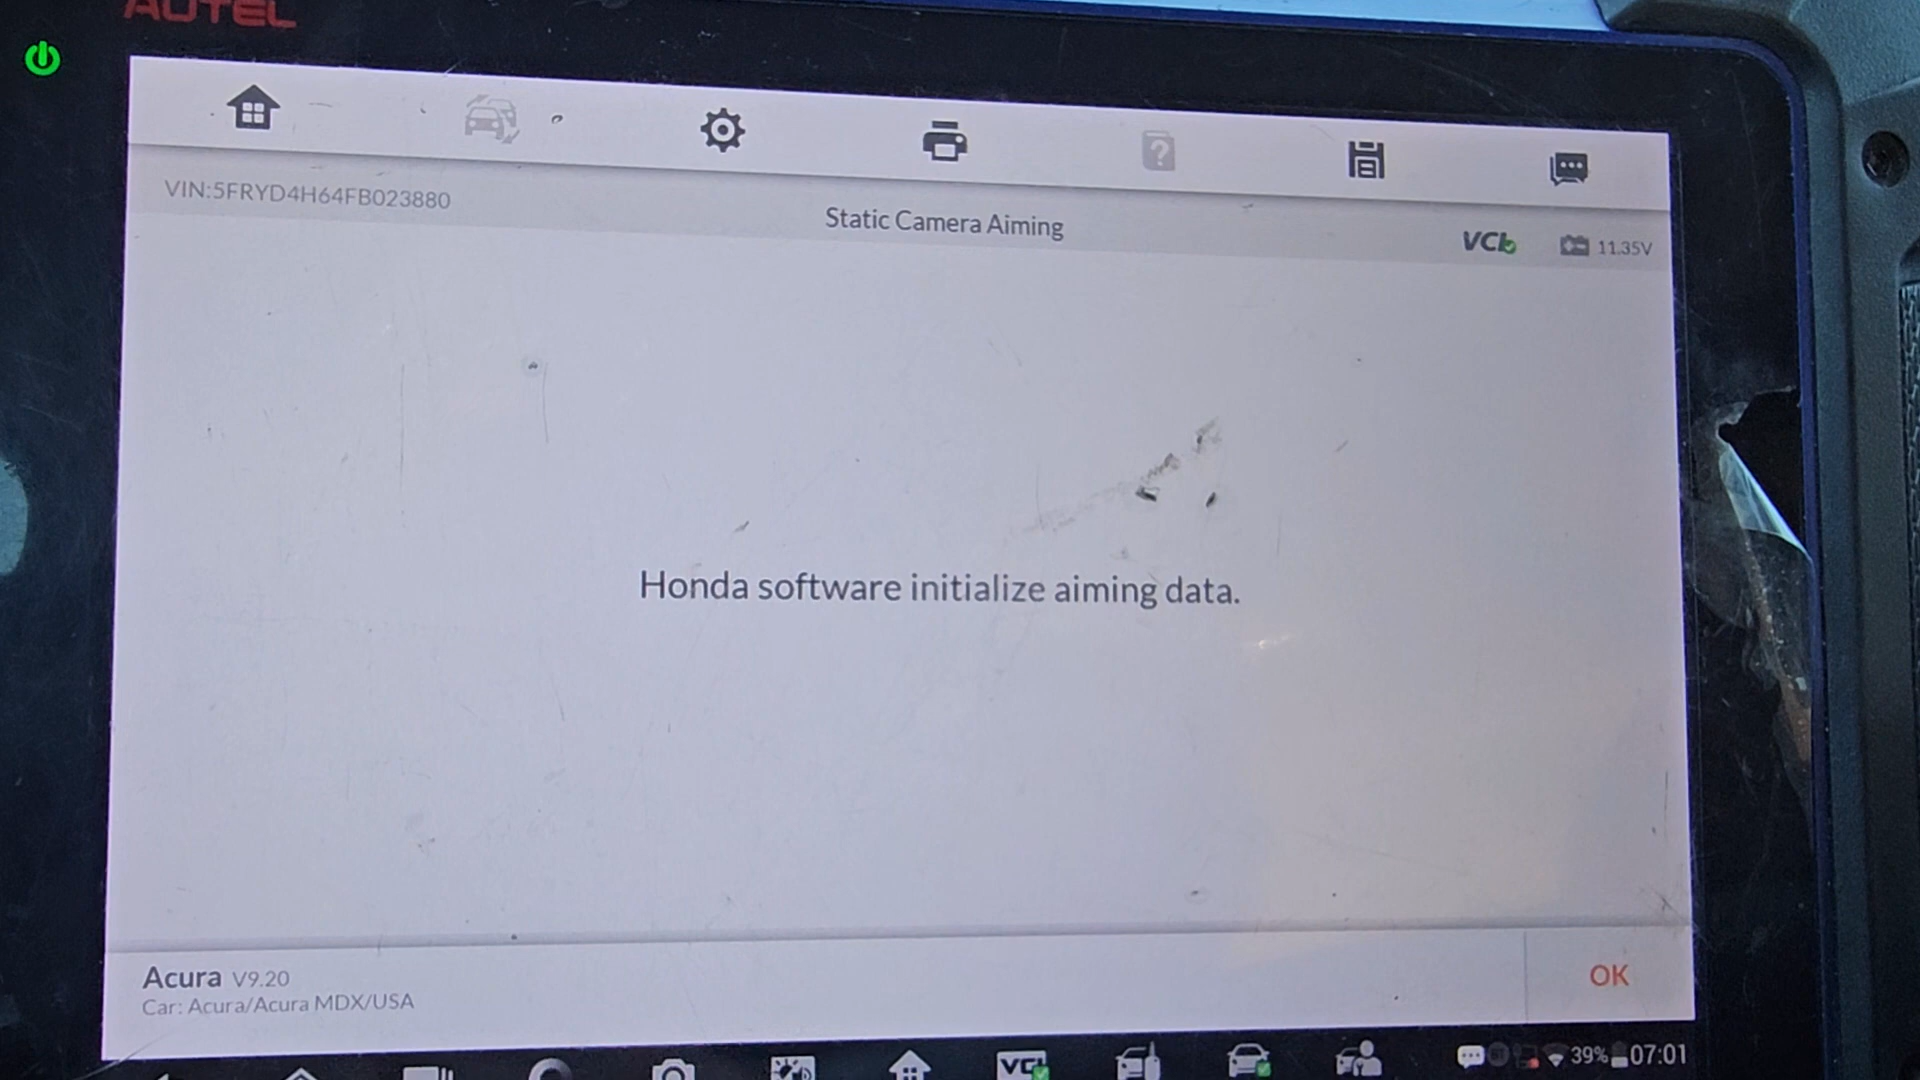 AUTEL
VIN:5FRYD4H64FB023880
Static Camera Aiming
VCI
11.35V
Honda software initialize aiming data.
Acura V9.20
Car: Acura/Acura MDX/USA
OK
VCI
39%
07:01